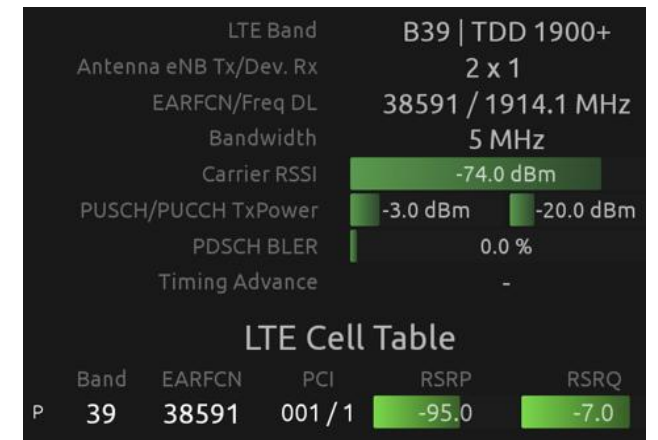 LTE Band B39 | TDD 1900+
Antenna eNB Tx/Dev. Rx 2 x 1
EARFCN/Freq DL 38591 / 1914.1 MHz
Bandwidth 5 MHz
Carrier RSSI -74.0 dBm
PUSCH/PUCCH TxPower -3.0 dBm -20.0 dBm
PDSCH BLER 0.0 %
Timing Advance -
LTE Cell Table
Band EARFCN PCI RSRP RSRQ
P 39 38591 001 / 1 -95.0 -7.0